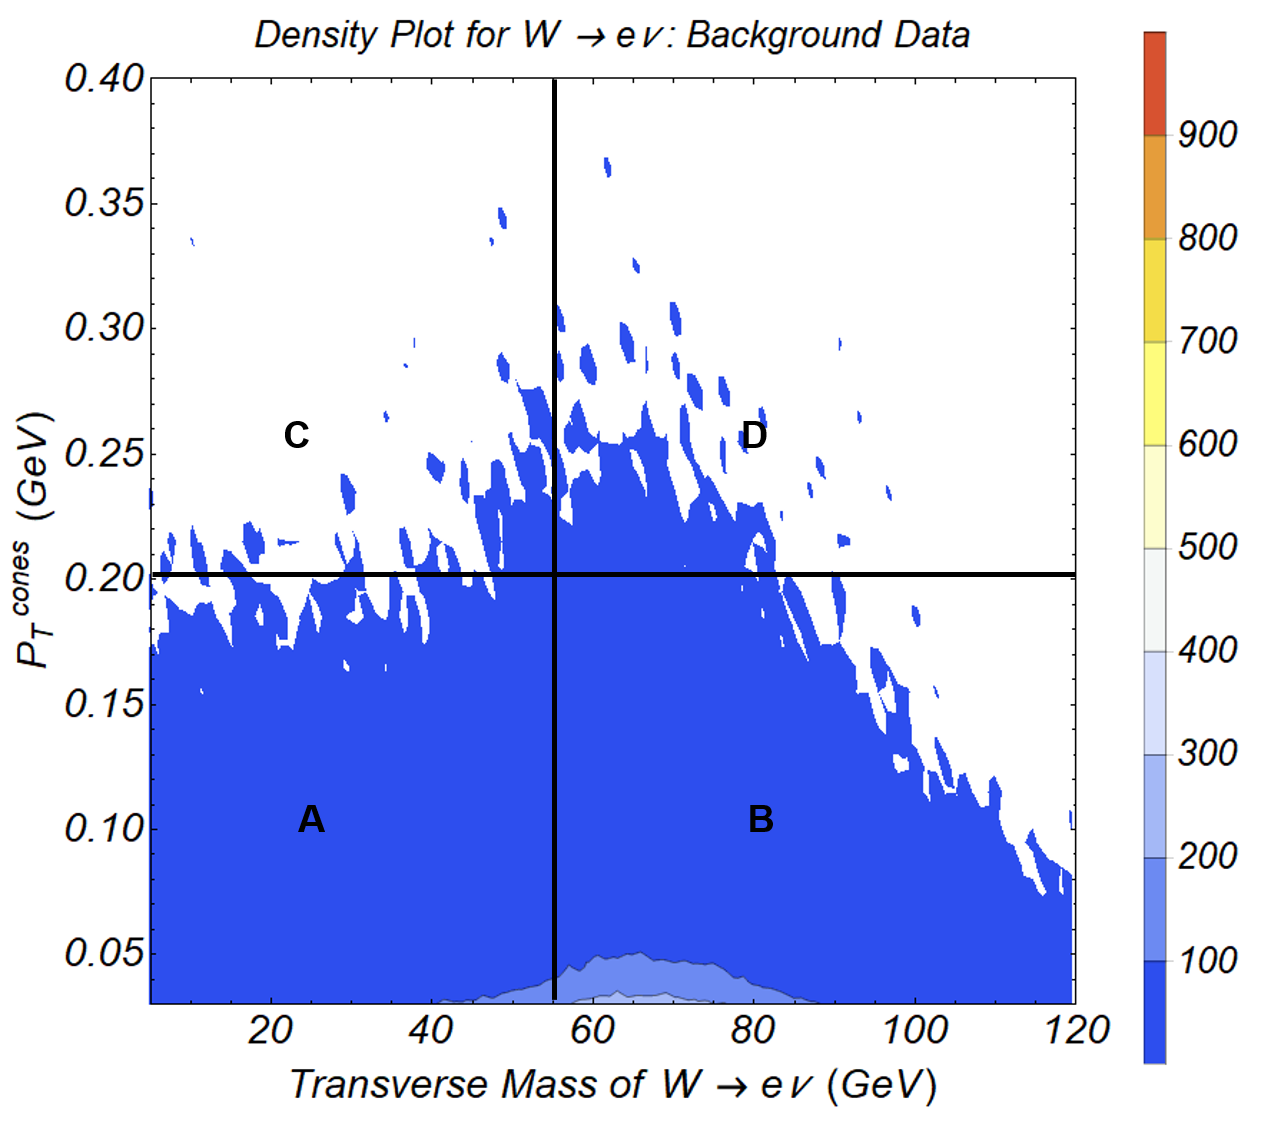 Density Plot for W → eν: Background Data
0.40
0.35
0.30
0.25
0.20
0.15
0.10
0.05
P_T^cones (GeV)
C
D
A
B
20 40 60 80 100 120
Transverse Mass of W → eν (GeV)
900
800
700
600
500
400
300
200
100